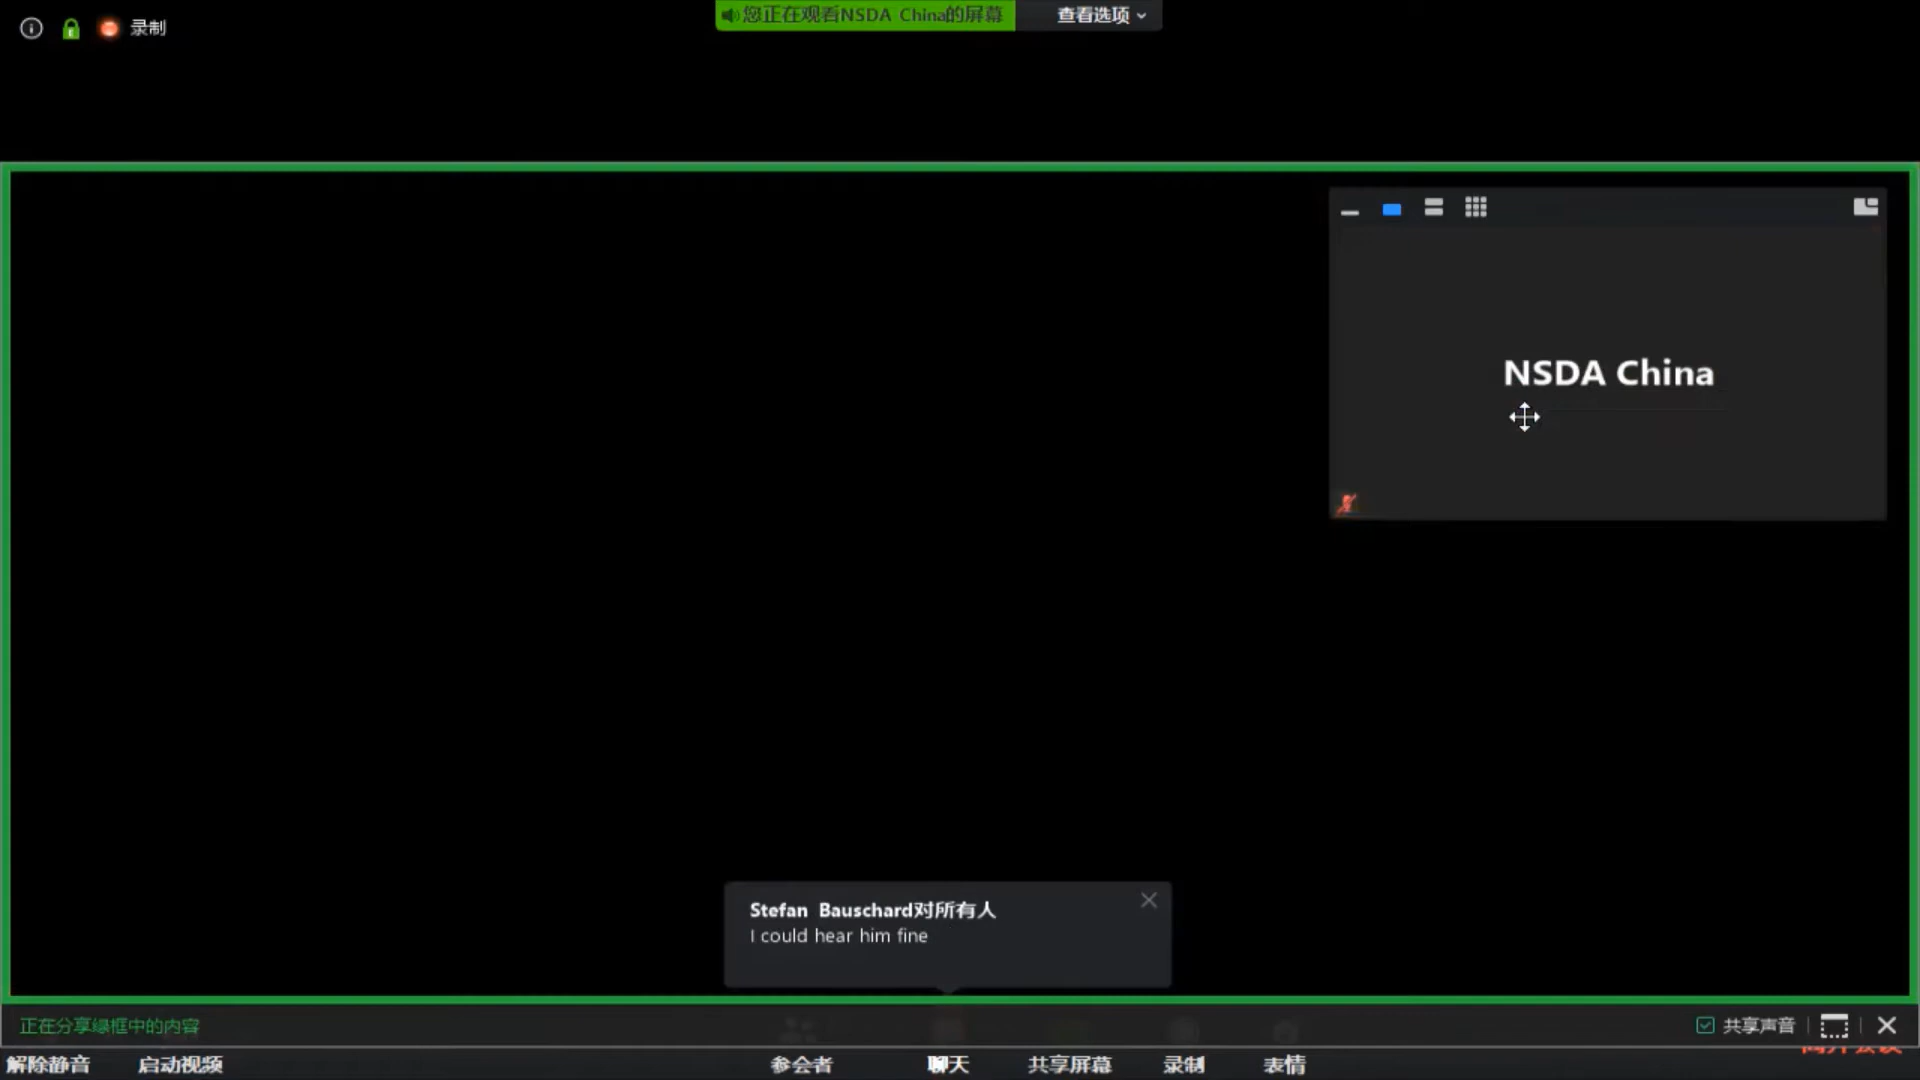 录制
您正在观看NSDA China的屏幕
查看选项
NSDA China
Stefan Bauschard对所有人
I could hear him fine
正在分享绿框中的内容
共享声音
解除静音
启动视频
参会者
聊天
共享屏幕
录制
表情